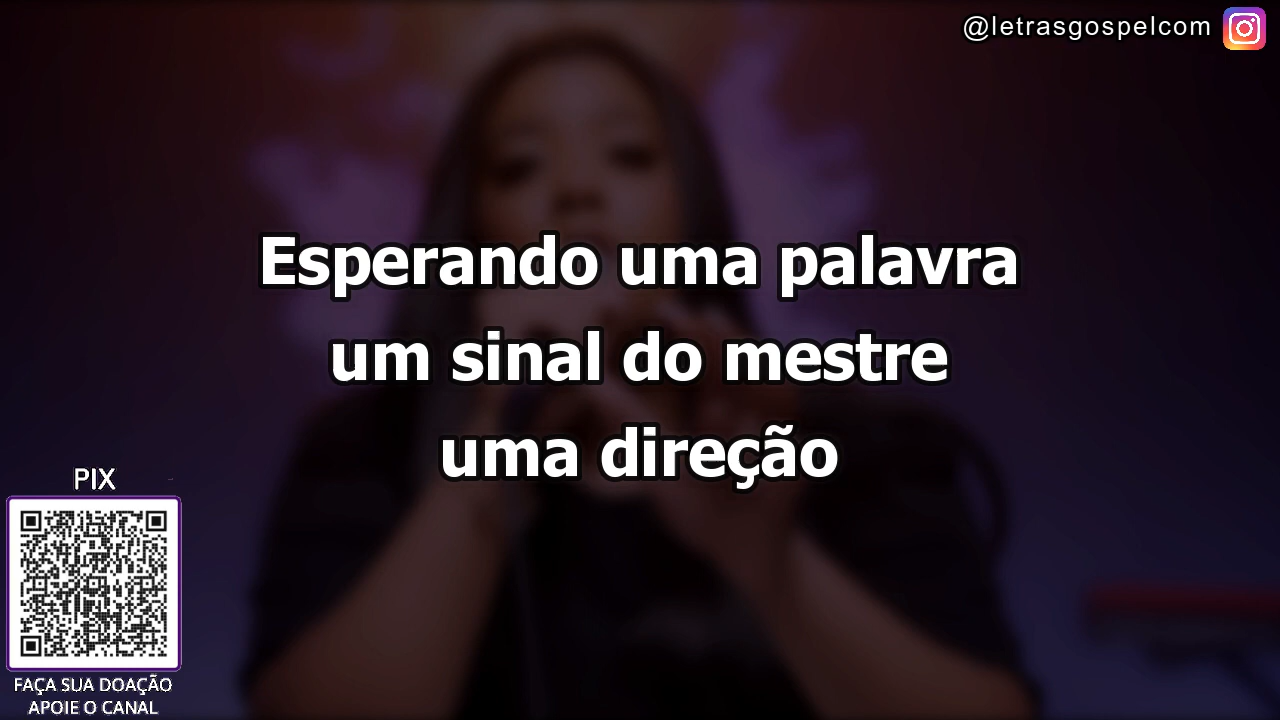 @letrasgospelcom
Esperando uma palavra
um sinal do mestre
uma direção
PIX
FAÇA SUA DOAÇÃO
APOIE O CANAL